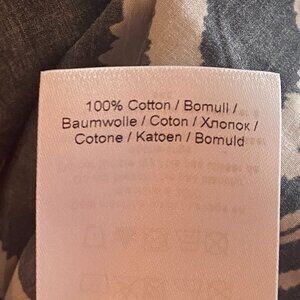 100% Cotton / Bomull /
Baumwolle / Coton / Хлопок /
Cotone / Katoen / Bomuld